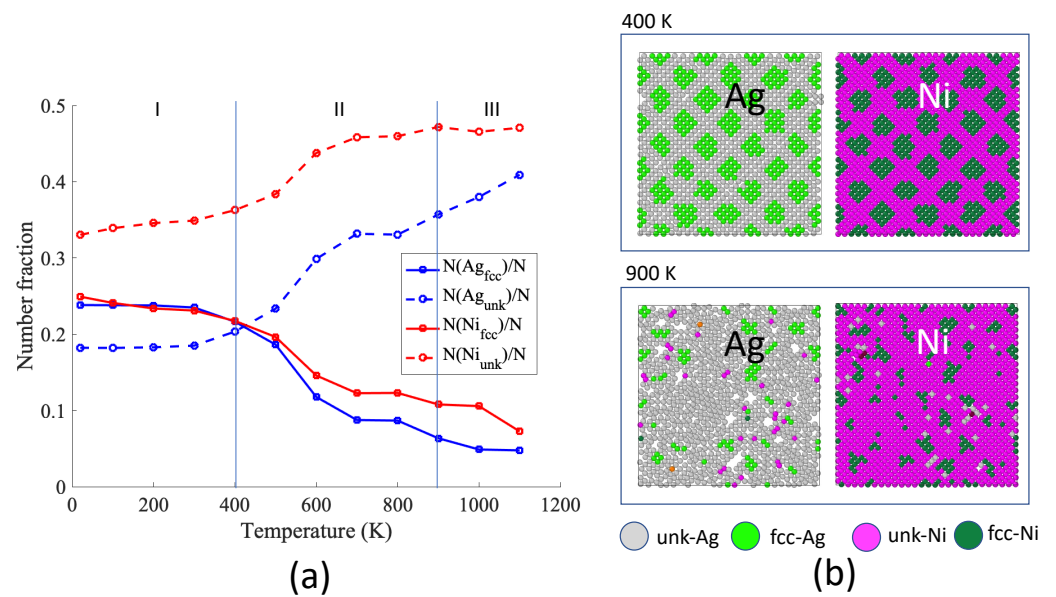 0.5
0.4
0.3
0.2
0.1
0
Number fraction
I
II
III
N(Ag_fcc)/N
N(Ag_unk)/N
N(Ni_fcc)/N
N(Ni_unk)/N
0 200 400 600 800 1000 1200
Temperature (K)
(a)
400 K
Ag Ni
900 K
Ag Ni
unk-Ag fcc-Ag unk-Ni fcc-Ni
(b)